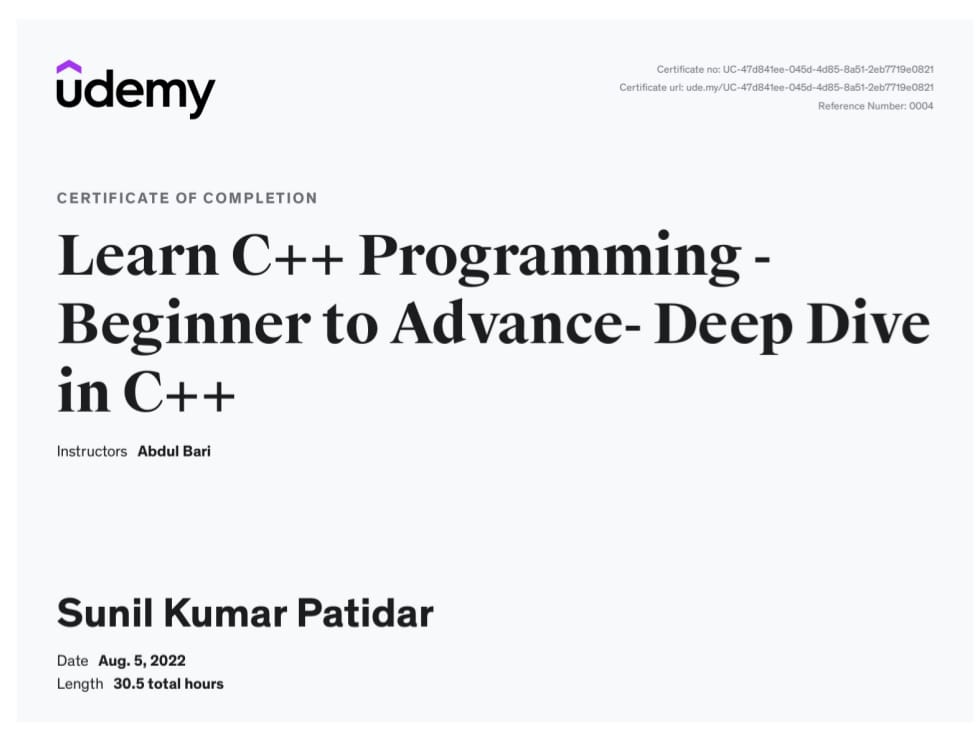 udemy
Certificate no: UC-47d841ee-045d-4d85-8a51-2eb7719e0821
Certificate url: ude.my/UC-47d841ee-045d-4d85-8a51-2eb7719e0821
Reference Number: 0004
CERTIFICATE OF COMPLETION
Learn C++ Programming -
Beginner to Advance- Deep Dive
in C++
Instructors Abdul Bari
Sunil Kumar Patidar
Date Aug. 5, 2022
Length 30.5 total hours